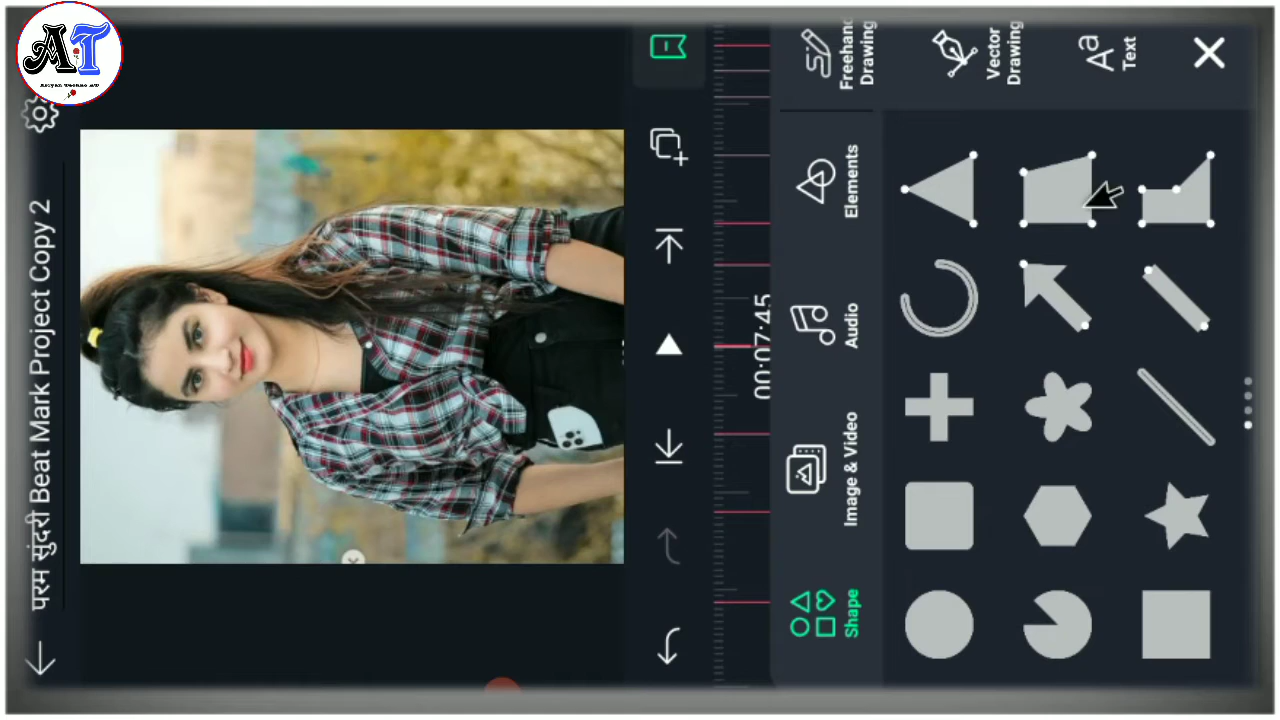 AT
परम सुंदरी Beat Mark Project Copy 2
00:07:45
Shape
Image & Video
Audio
Elements
Freehand
Drawing
Vector
Drawing
Aa
Text